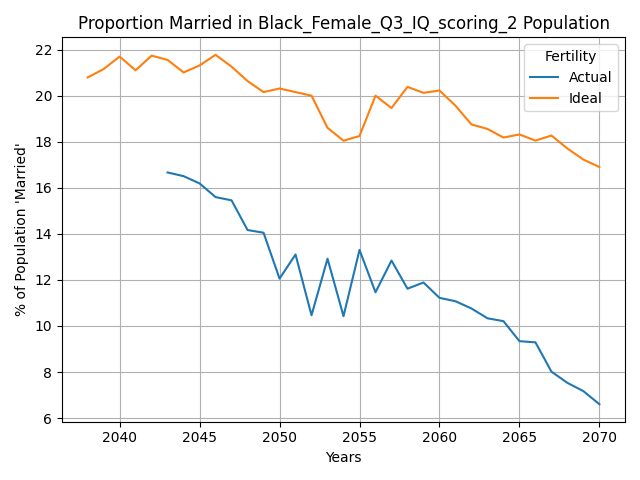 Proportion Married in Black_Female_Q3_IQ_scoring_2 Population
Fertility
Actual
Ideal
% of Population 'Married'
22
20
18
16
14
12
10
8
6
2040
2045
2050
2055
2060
2065
2070
Years